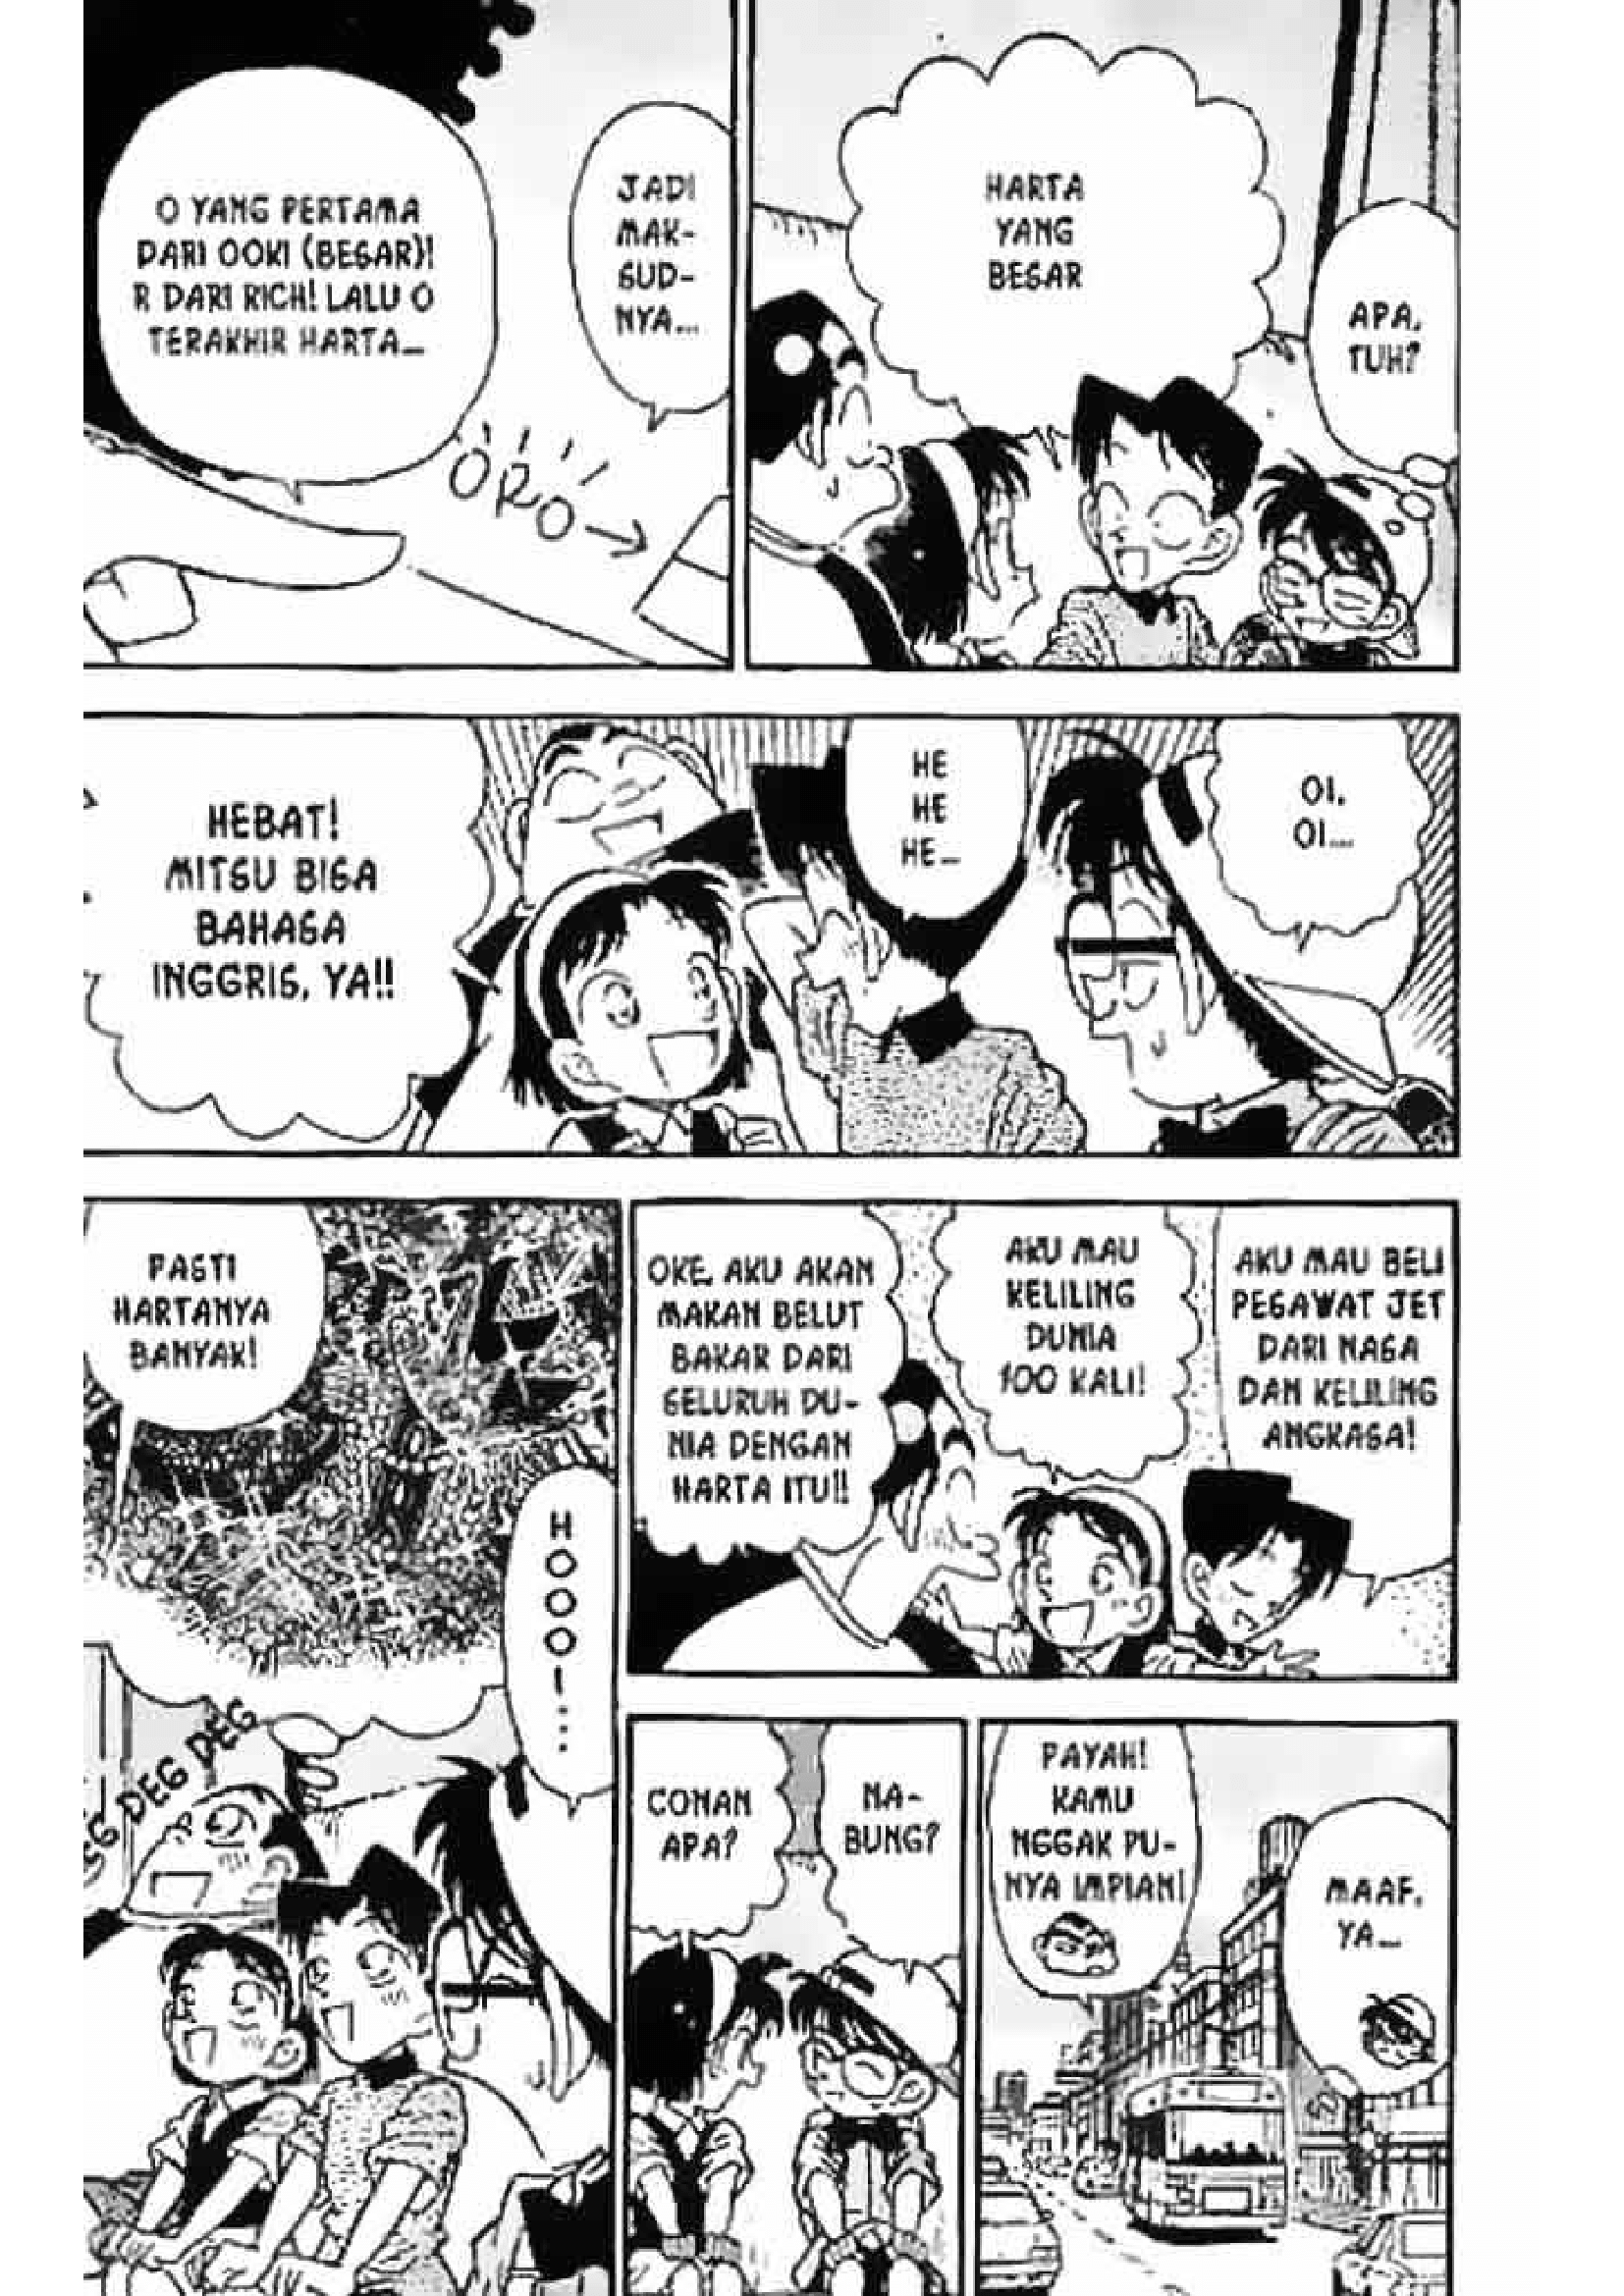 O YANG PERTAMA
DARI OOKI (BESAR)!
R DARI RICH! LALU O
TERAKHIR HARTA...
JADI
MAK-
SUD-
NYA...
ORO→
HARTA
YANG
BESAR
APA,
TUH?
HEBAT!
MITSU BISA
BAHASA
INGGRIS, YA!!
HE
HE
HE...
OI,
OI...
PASTI
HARTANYA
BANYAK!
HOOOI...
DEG DEG DEG
OKE, AKU AKAN
MAKAN BELUT
BAKAR DARI
SELURUH DU-
NIA DENGAN
HARTA ITU!!
AKU MAU
KELILING
DUNIA
100 KALI!
AKU MAU BELI
PESAWAT JET
DARI NASA
DAN KELILING
ANGKASA!
CONAN
APA?
NA-
BUNG?
PAYAH!
KAMU
NGGAK PU-
NYA IMPIAN!
MAAF,
YA...